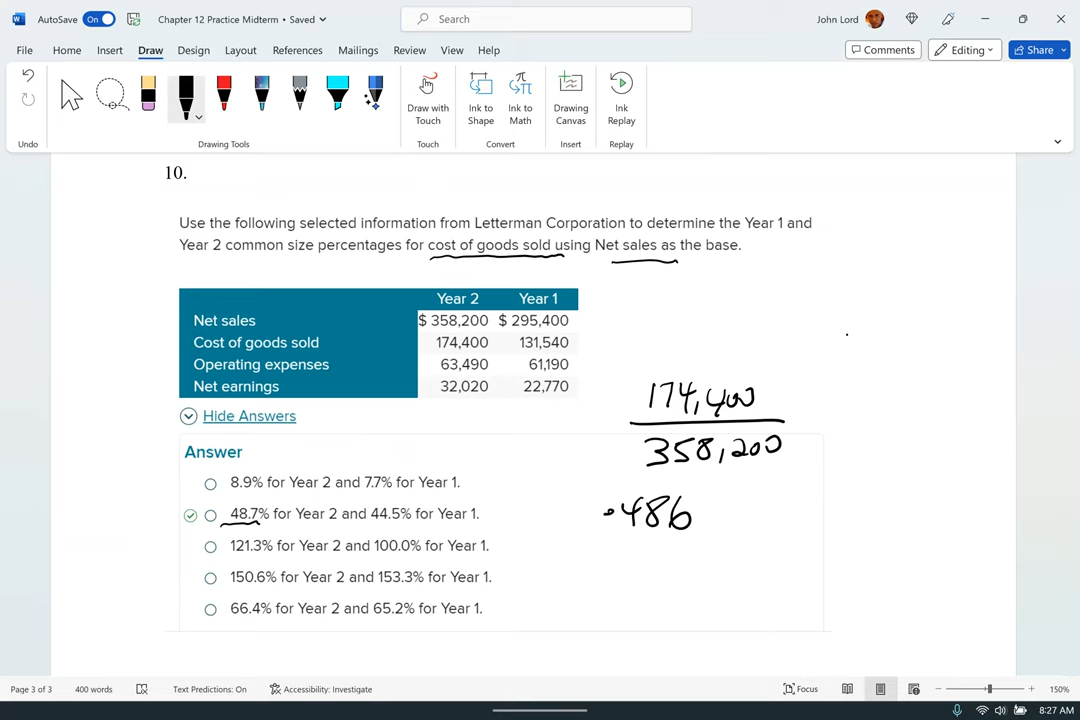 AutoSave On Chapter 12 Practice Midterm • Saved Search John Lord
File Home Insert Draw Design Layout References Mailings Review View Help Comments Editing Share
Draw with Touch Ink to Shape Ink to Math Drawing Canvas Ink Replay
Undo Drawing Tools Touch Convert Insert Replay
10.
Use the following selected information from Letterman Corporation to determine the Year 1 and
Year 2 common size percentages for cost of goods sold using Net sales as the base.
Year 2 Year 1
Net sales $ 358,200 $ 295,400
Cost of goods sold 174,400 131,540
Operating expenses 63,490 61,190
Net earnings 32,020 22,770
174,400
358,200
Hide Answers
Answer
8.9% for Year 2 and 7.7% for Year 1.
48.7% for Year 2 and 44.5% for Year 1.
.486
121.3% for Year 2 and 100.0% for Year 1.
150.6% for Year 2 and 153.3% for Year 1.
66.4% for Year 2 and 65.2% for Year 1.
Page 3 of 3 400 words Text Predictions: On Accessibility: Investigate Focus 150%
8:27 AM